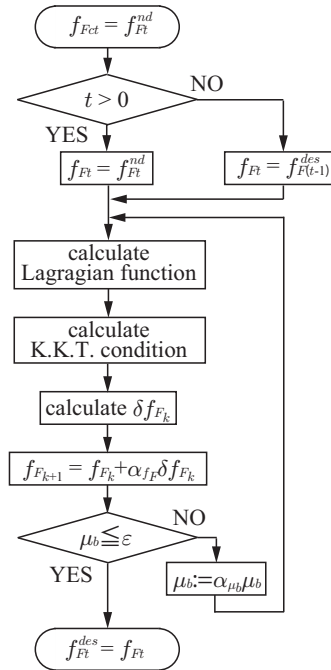 f_{Fct} = f_{Ft}^{nd}
t > 0
NO
YES
f_{Ft} = f_{Ft}^{nd}
f_{Ft} = f_{F(t-1)}^{des}
calculate
Lagragian function
calculate
K.K.T. condition
calculate δf_{F_k}
f_{F_{k+1}} = f_{F_k}+α_{f_F}δf_{F_k}
μ_b≦ε
NO
YES
μ_b:=α_{μ_b}μ_b
f_{Ft}^{des} = f_{Ft}